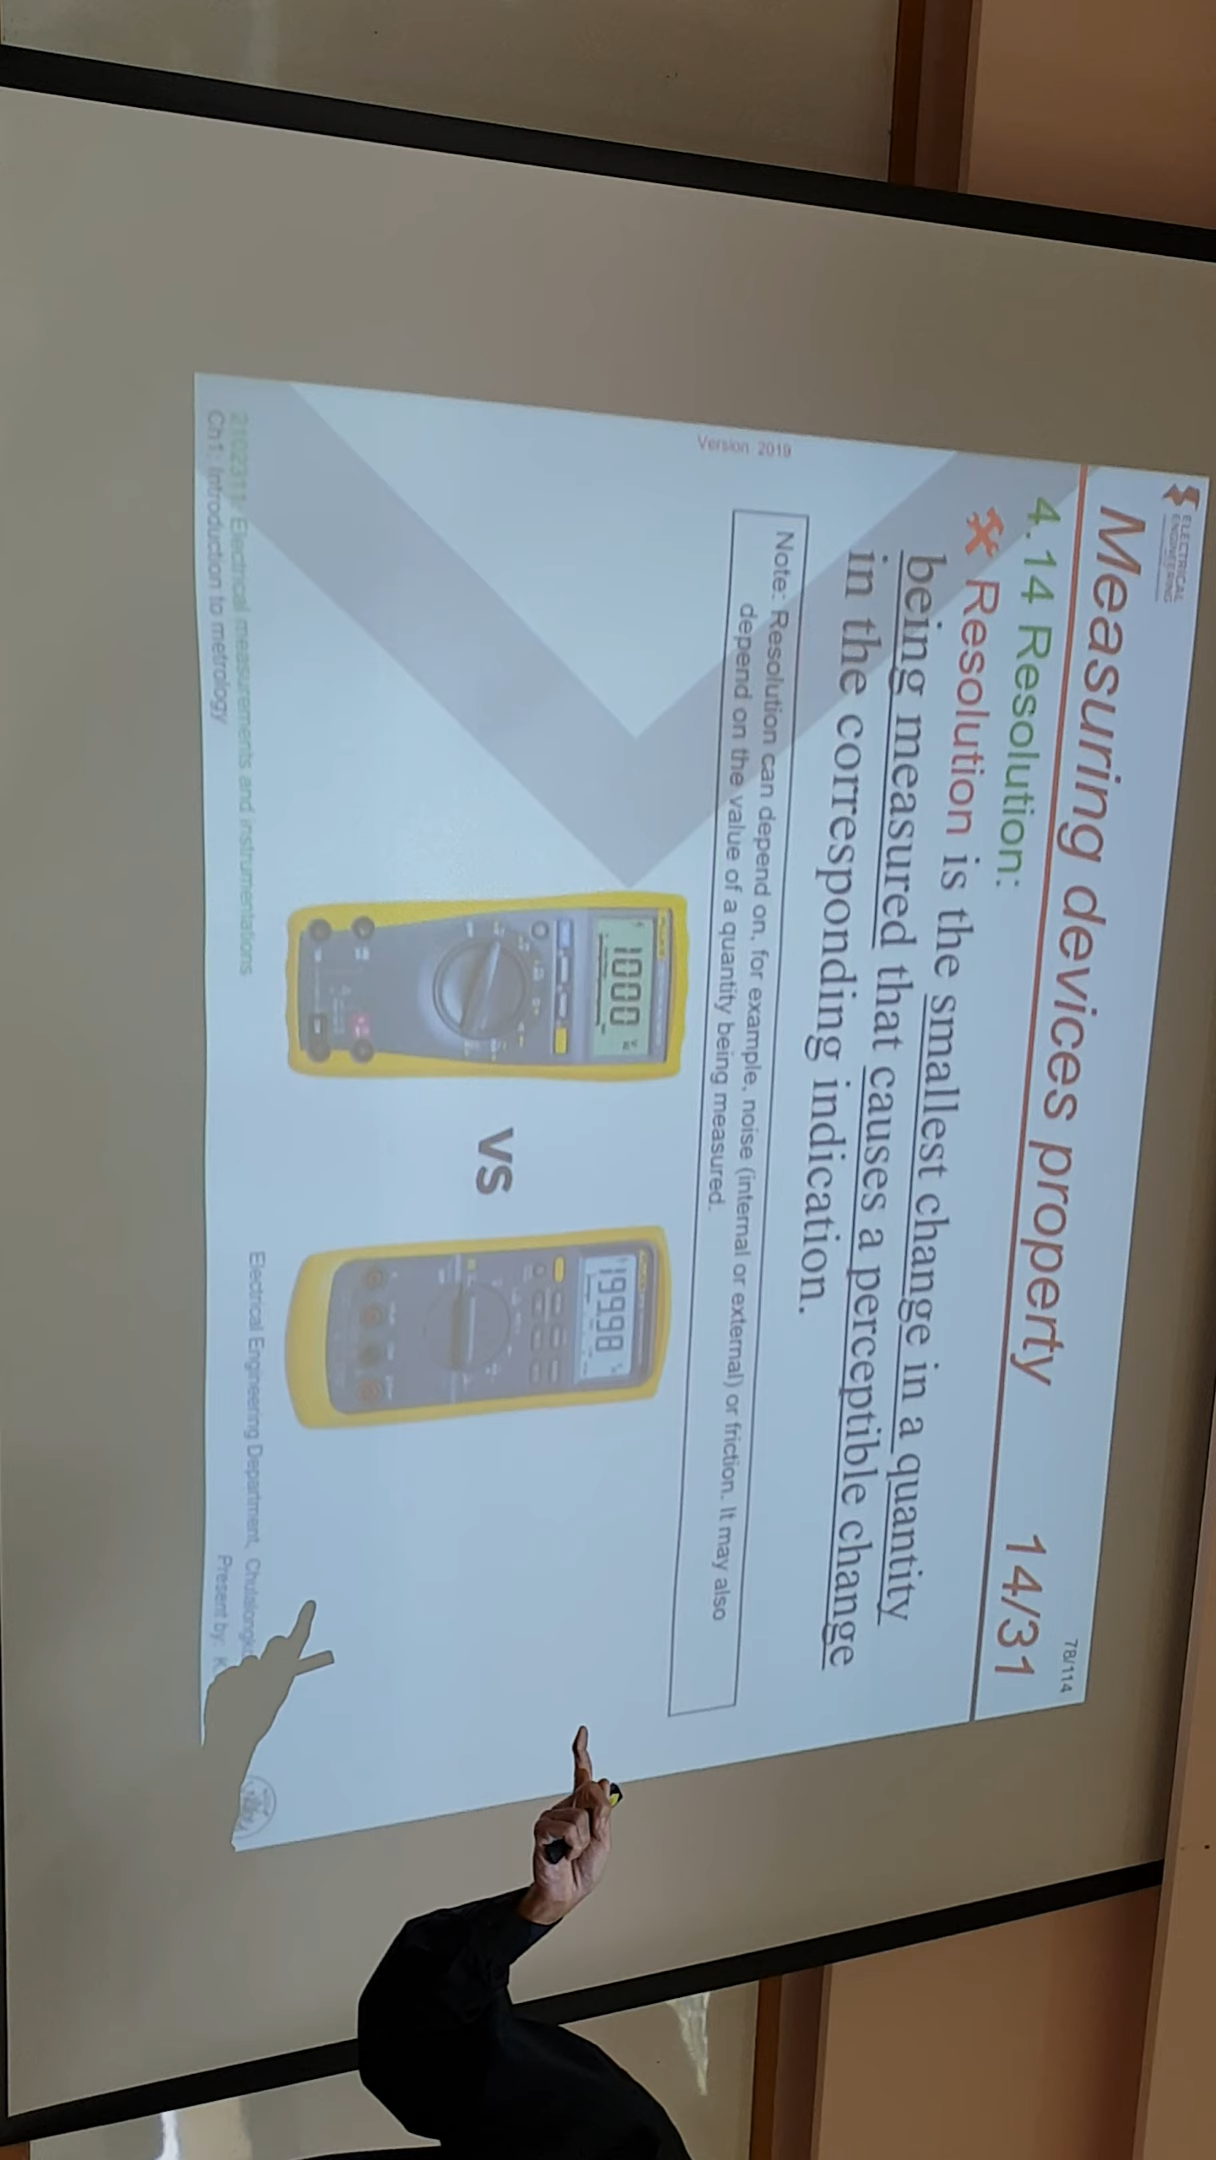 ELECTRICAL
ENGINEERING
78/114
Measuring devices property 14/31
4.14 Resolution:
Resolution is the smallest change in a quantity
being measured that causes a perceptible change
in the corresponding indication.
Note: Resolution can depend on, for example, noise (internal or external) or friction. It may also
depend on the value of a quantity being measured.
Version 2019
1000
vs
19998
2102311: Electrical measurements and instrumentations
Ch1: Introduction to metrology
Electrical Engineering Department,
Present by: K